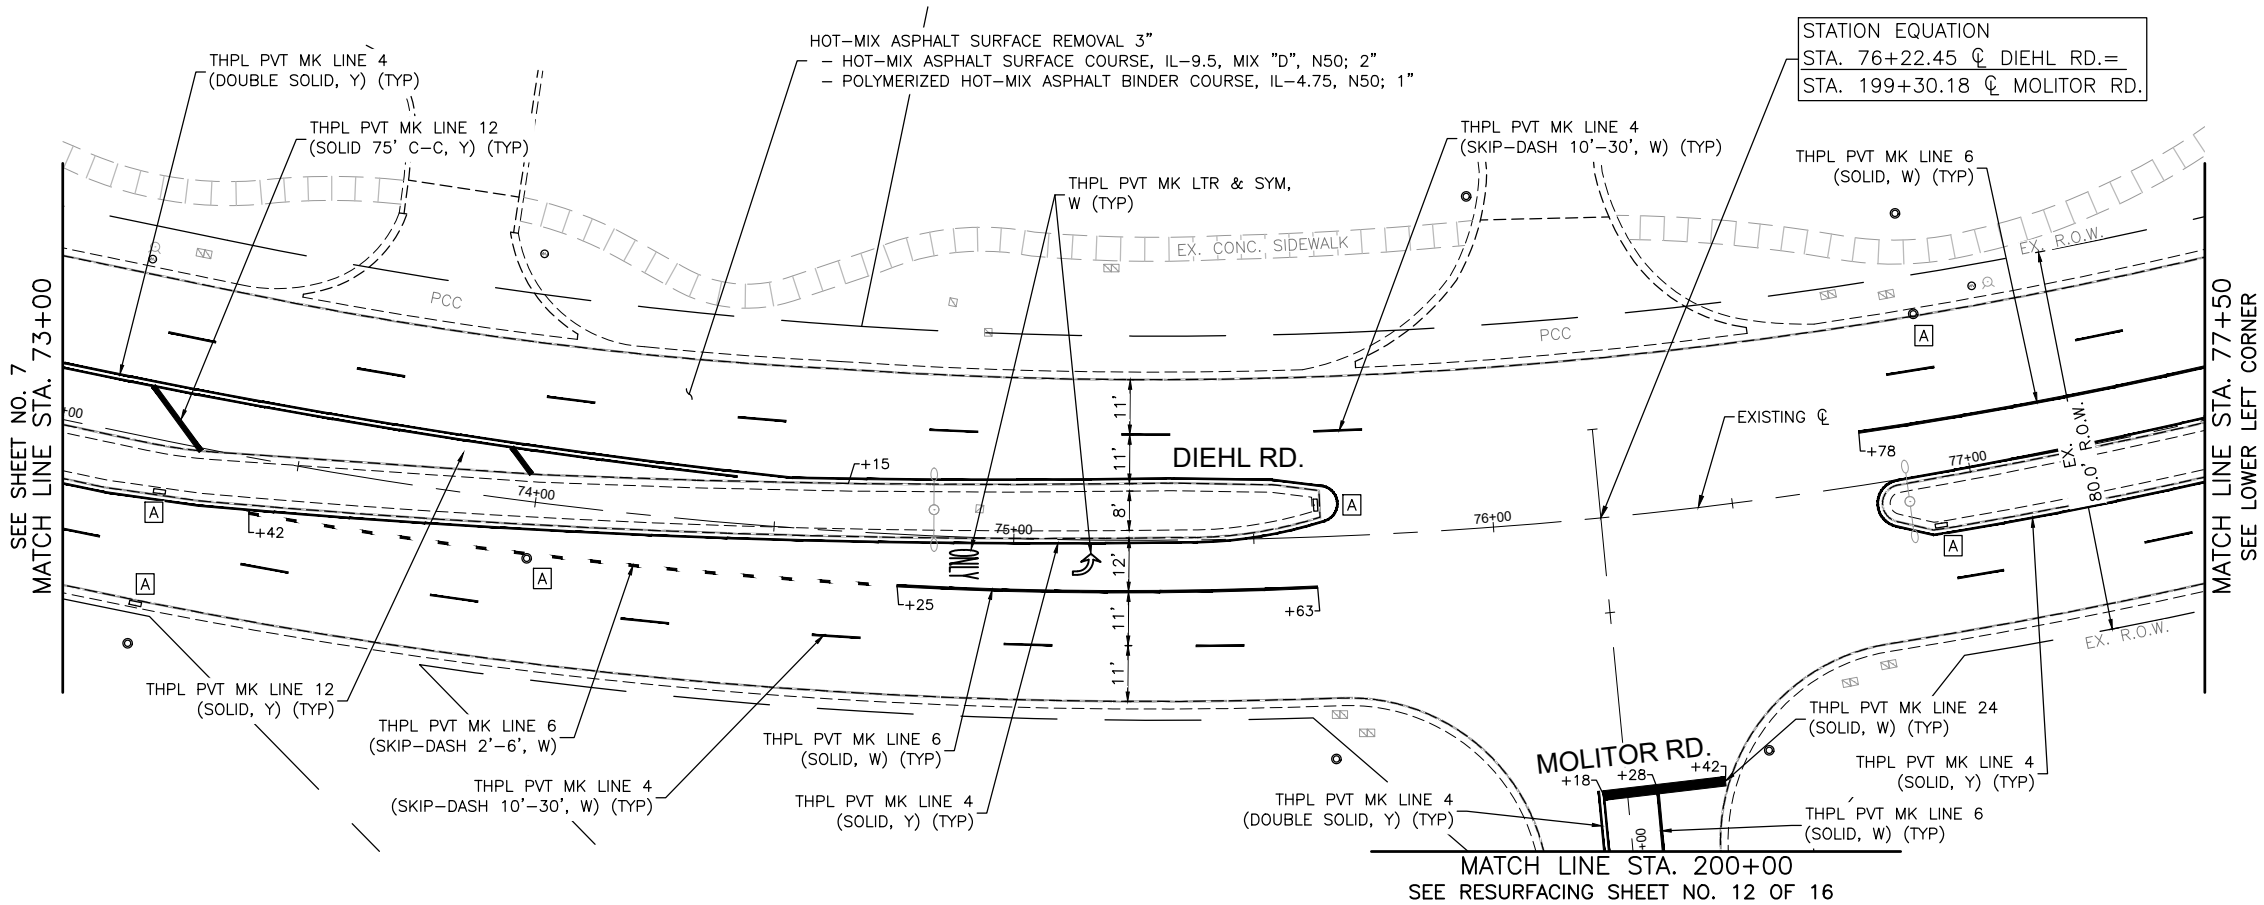 THPL PVT MK LINE 4
(DOUBLE SOLID, Y) (TYP)
THPL PVT MK LINE 12
(SOLID 75' C-C, Y) (TYP)
HOT-MIX ASPHALT SURFACE REMOVAL 3"
- HOT-MIX ASPHALT SURFACE COURSE, IL-9.5, MIX "D", N50; 2"
- POLYMERIZED HOT-MIX ASPHALT BINDER COURSE, IL-4.75, N50; 1"
THPL PVT MK LTR & SYM,
W (TYP)
THPL PVT MK LINE 4
(SKIP-DASH 10'-30', W) (TYP)
STATION EQUATION
STA. 76+22.45 ℄ DIEHL RD.=
STA. 199+30.18 ℄ MOLITOR RD.
THPL PVT MK LINE 6
(SOLID, W) (TYP)
EX. CONC. SIDEWALK
EX. R.O.W.
PCC
PCC
A
SEE SHEET NO. 7
MATCH LINE STA. 73+00
MATCH LINE STA. 77+50
SEE LOWER LEFT CORNER
+00
11'
11'
8'
12'
11'
11'
DIEHL RD.
EXISTING ℄
+78
77+00
EX. R.O.W.
80.0'
+15
74+00
75+00
76+00
A
A
A
+42
A
A
ONLY
+25
+63
EX. R.O.W.
THPL PVT MK LINE 12
(SOLID, Y) (TYP)
THPL PVT MK LINE 6
(SKIP-DASH 2'-6', W)
THPL PVT MK LINE 4
(SKIP-DASH 10'-30', W) (TYP)
THPL PVT MK LINE 6
(SOLID, W) (TYP)
THPL PVT MK LINE 4
(SOLID, Y) (TYP)
THPL PVT MK LINE 4
(DOUBLE SOLID, Y) (TYP)
MOLITOR RD.
+18
+28
+42
+00
THPL PVT MK LINE 24
(SOLID, W) (TYP)
THPL PVT MK LINE 4
(SOLID, Y) (TYP)
THPL PVT MK LINE 6
(SOLID, W) (TYP)
MATCH LINE STA. 200+00
SEE RESURFACING SHEET NO. 12 OF 16